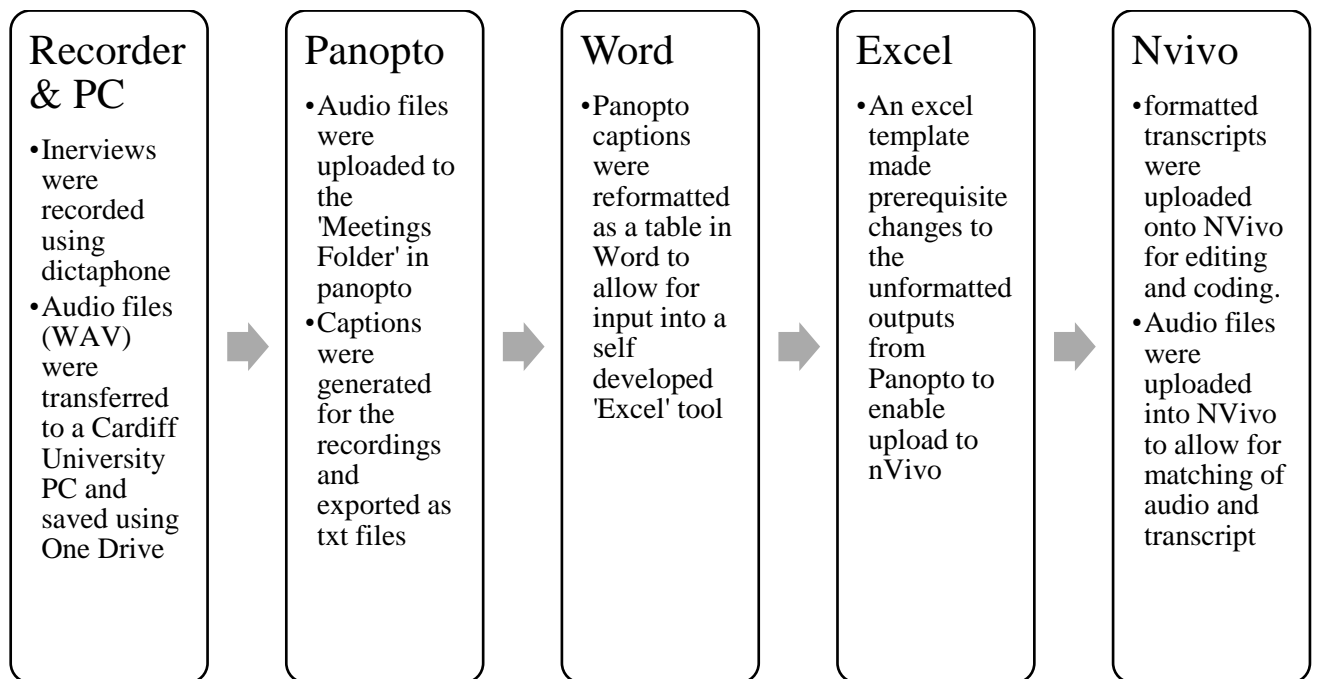 Recorder
& PC
•Inerviews
were
recorded
using
dictaphone
•Audio files
(WAV)
were
transferred
to a Cardiff
University
PC and
saved using
One Drive
Panopto
•Audio files
were
uploaded to
the
'Meetings
Folder' in
panopto
•Captions
were
generated
for the
recordings
and
exported as
txt files
Word
•Panopto
captions
were
reformatted
as a table in
Word to
allow for
input into a
self
developed
'Excel' tool
Excel
•An excel
template
made
prerequisite
changes to
the
unformatted
outputs
from
Panopto to
enable
upload to
nVivo
Nvivo
•formatted
transcripts
were
uploaded
onto NVivo
for editing
and coding.
•Audio files
were
uploaded
into NVivo
to allow for
matching of
audio and
transcript